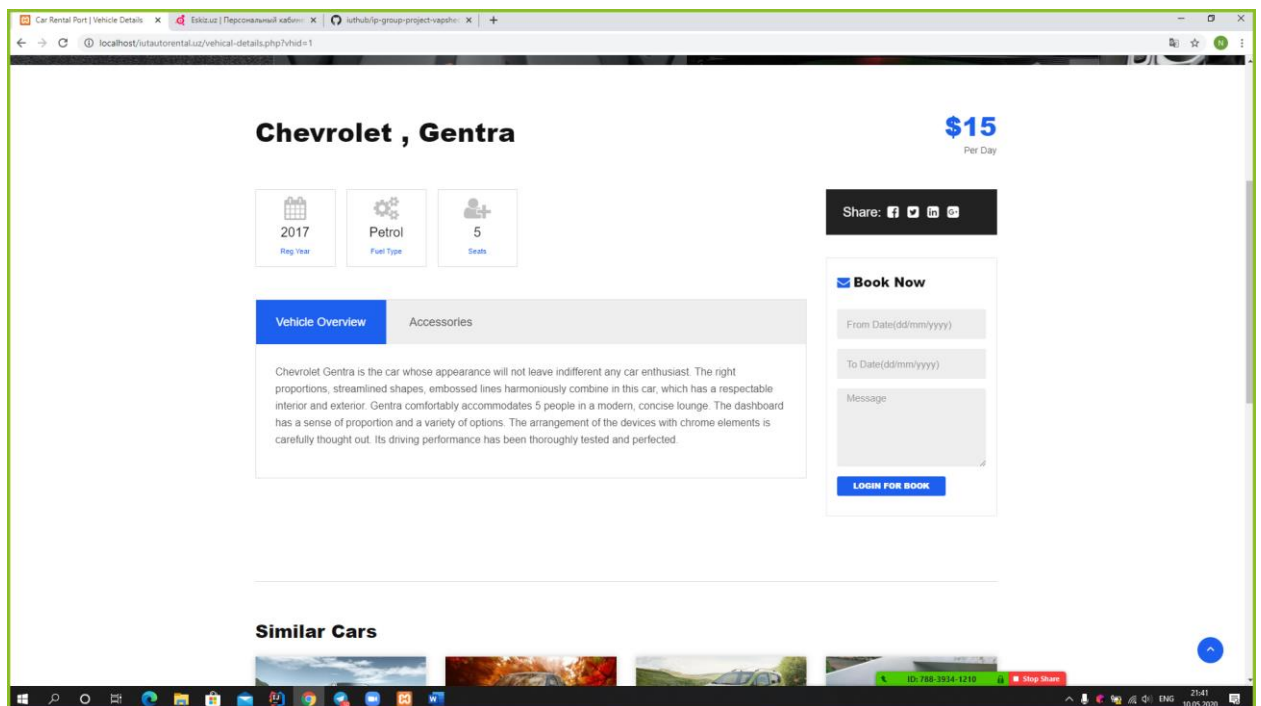 Car Rental Port | Vehicle Details
Eskiz.uz | Персональный кабинет
iuthub/ip-group-project-vapshe
localhost/iutautorental.uz/vehical-details.php?vhid=1
N
Chevrolet , Gentra
$15
Per Day
2017
Reg.Year
Petrol
Fuel Type
5
Seats
Share:
Book Now
From Date(dd/mm/yyyy)
To Date(dd/mm/yyyy)
Message
LOGIN FOR BOOK
Vehicle Overview
Accessories
Chevrolet Gentra is the car whose appearance will not leave indifferent any car enthusiast. The right
proportions, streamlined shapes, embossed lines harmoniously combine in this car, which has a respectable
interior and exterior. Gentra comfortably accommodates 5 people in a modern, concise lounge. The dashboard
has a sense of proportion and a variety of options. The arrangement of the devices with chrome elements is
carefully thought out. Its driving performance has been thoroughly tested and perfected.
Similar Cars
ID: 788-3934-1210
Stop Share
ENG
21:41
10.05.2020